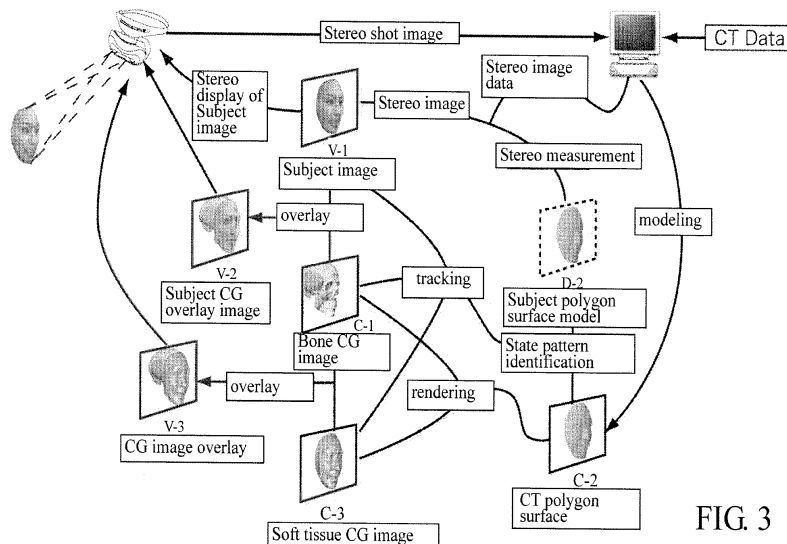 Stereo shot image
CT Data
Stereo
display of
Subject
image
Stereo image
Stereo image
data
V-1
Subject image
Stereo measurement
modeling
overlay
V-2
Subject CG
overlay image
tracking
D-2
Subject polygon
surface model
C-1
Bone CG
image
State pattern
identification
overlay
rendering
V-3
CG image overlay
C-3
Soft tissue CG image
C-2
CT polygon
surface
FIG. 3